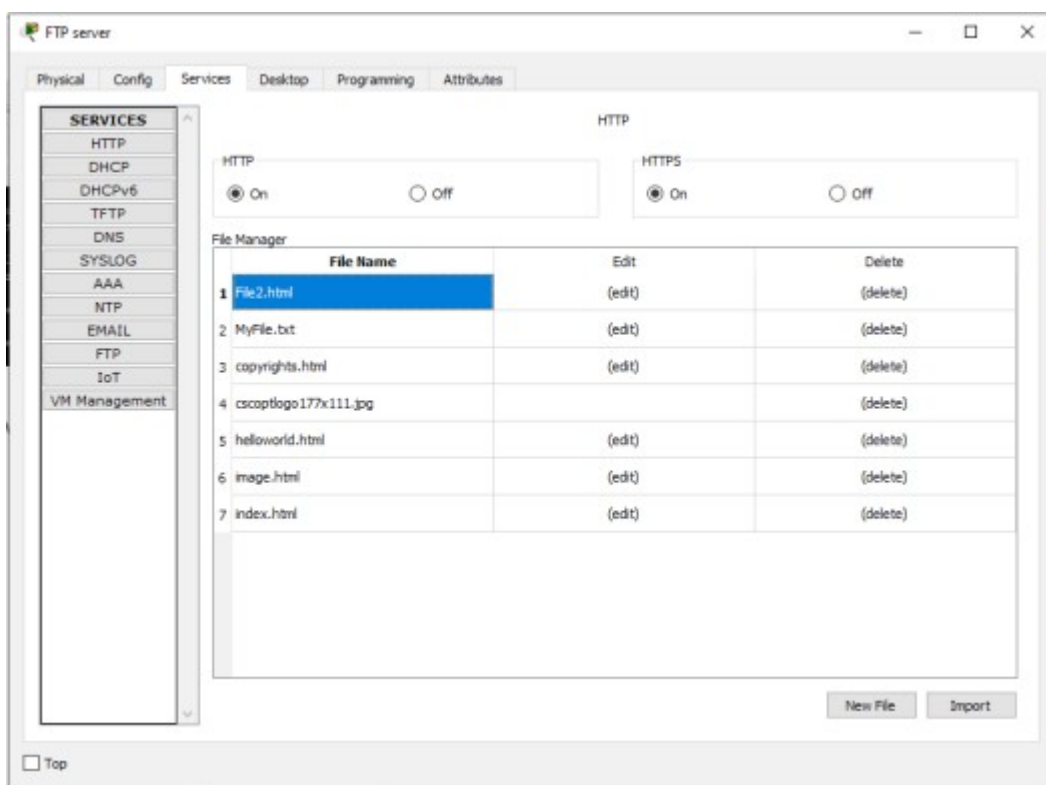 FTP server
Physical Config Services Desktop Programming Attributes
SERVICES
HTTP
DHCP
DHCPv6
TFTP
DNS
SYSLOG
AAA
NTP
EMAIL
FTP
IoT
VM Management
HTTP
HTTP
On Off
HTTPS
On Off
File Manager
File Name Edit Delete
1 File2.html (edit) (delete)
2 MyFile.txt (edit) (delete)
3 copyrights.html (edit) (delete)
4 cscoptlogo177x111.jpg (delete)
5 helloworld.html (edit) (delete)
6 image.html (edit) (delete)
7 index.html (edit) (delete)
New File Import
Top